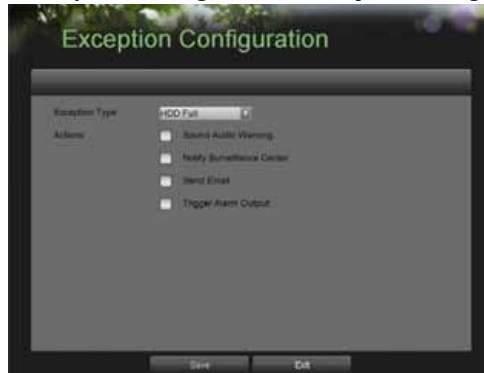 Exception Configuration
Exception Type HDD Full
Actions Sound Audio Warning
Notify Surveillance Center
Send Email
Trigger Alarm Output
Save Exit